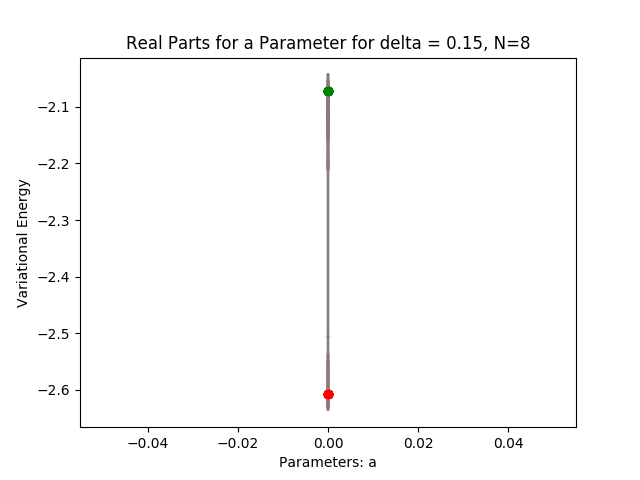 Real Parts for a Parameter for delta = 0.15, N=8
Variational Energy
−2.1
−2.2
−2.3
−2.4
−2.5
−2.6
−0.04 −0.02 0.00 0.02 0.04
Parameters: a